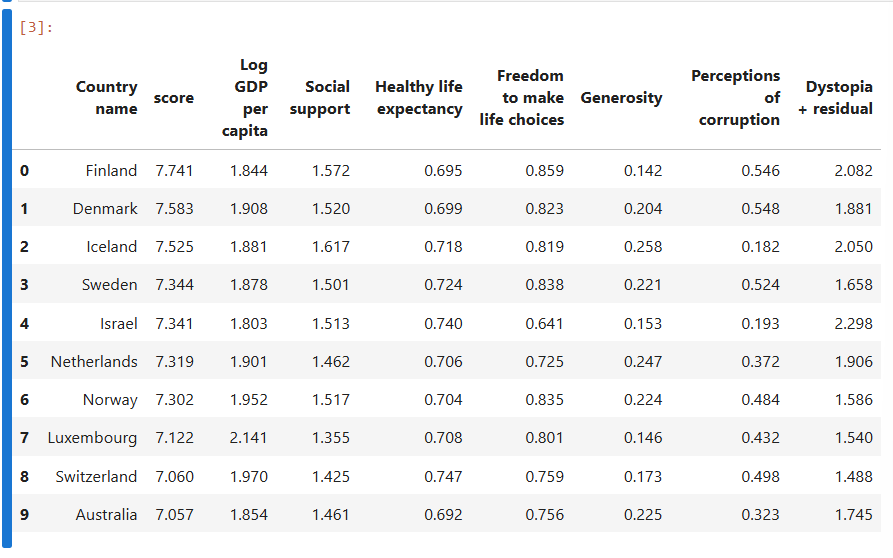 [3]:
Country name score Log GDP per capita Social support Healthy life expectancy Freedom to make life choices Generosity Perceptions of corruption Dystopia + residual
0 Finland 7.741 1.844 1.572 0.695 0.859 0.142 0.546 2.082
1 Denmark 7.583 1.908 1.520 0.699 0.823 0.204 0.548 1.881
2 Iceland 7.525 1.881 1.617 0.718 0.819 0.258 0.182 2.050
3 Sweden 7.344 1.878 1.501 0.724 0.838 0.221 0.524 1.658
4 Israel 7.341 1.803 1.513 0.740 0.641 0.153 0.193 2.298
5 Netherlands 7.319 1.901 1.462 0.706 0.725 0.247 0.372 1.906
6 Norway 7.302 1.952 1.517 0.704 0.835 0.224 0.484 1.586
7 Luxembourg 7.122 2.141 1.355 0.708 0.801 0.146 0.432 1.540
8 Switzerland 7.060 1.970 1.425 0.747 0.759 0.173 0.498 1.488
9 Australia 7.057 1.854 1.461 0.692 0.756 0.225 0.323 1.745